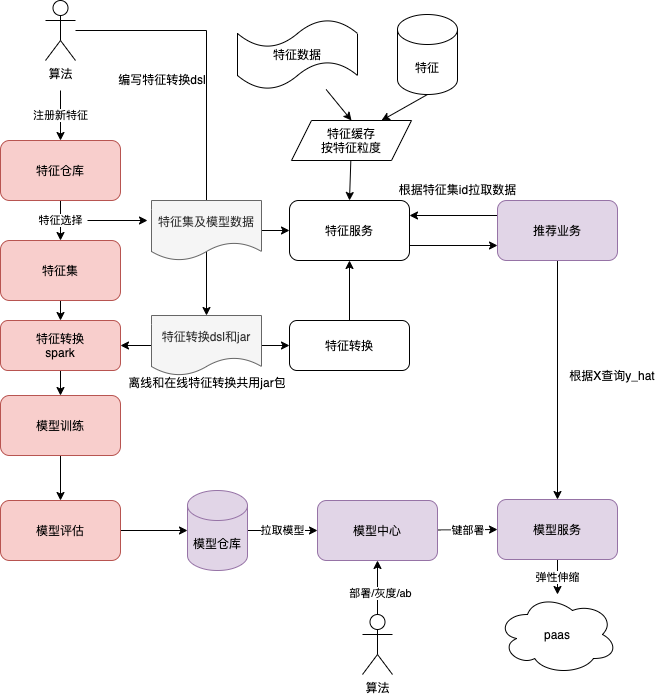 算法
编写特征转换dsl
特征数据
特征
注册新特征
特征缓存
按特征粒度
特征仓库
特征选择
特征集及模型数据
特征服务
根据特征集id拉取数据
推荐业务
特征集
特征转换
spark
特征转换dsl和jar
特征转换
离线和在线特征转换共用jar包
根据X查询y_hat
模型训练
模型评估
模型仓库
拉取模型
模型中心
一键部署
模型服务
部署/灰度/ab
弹性伸缩
算法
paas